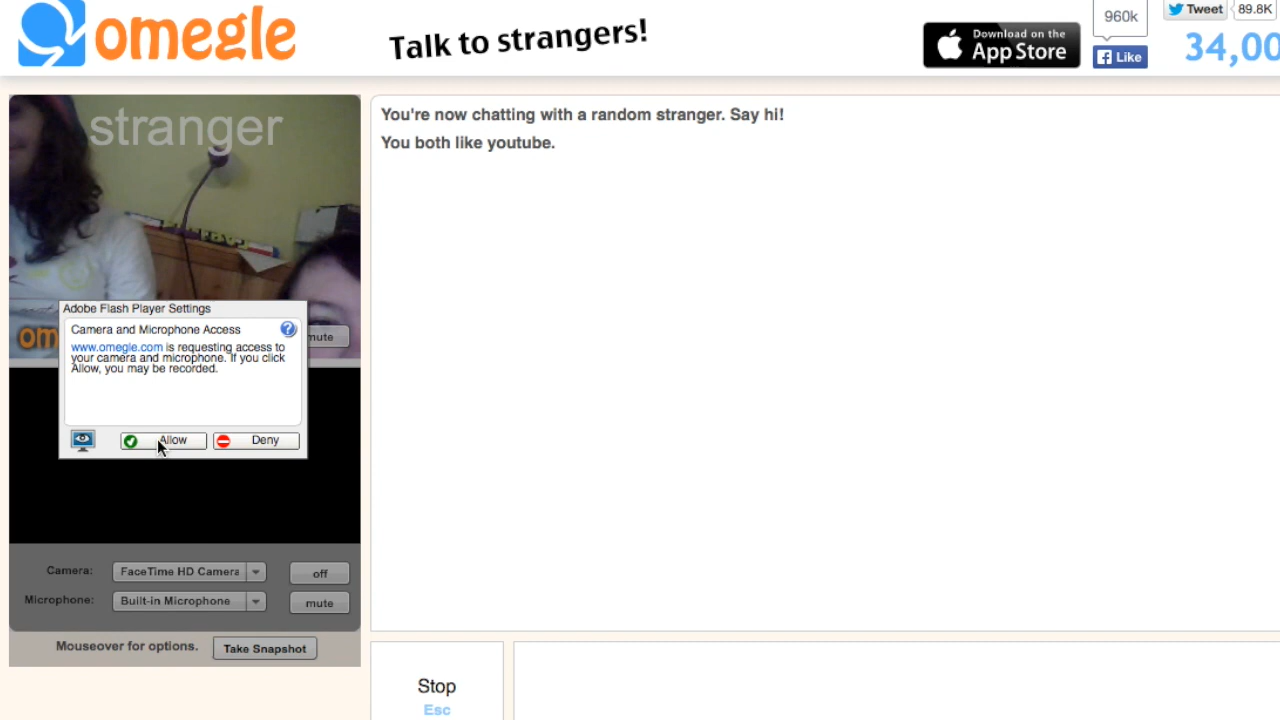 omegle
Talk to strangers!
Download on the
App Store
960k
Like
Tweet
89.8K
34,00
stranger
You're now chatting with a random stranger. Say hi!
You both like youtube.
Adobe Flash Player Settings
Camera and Microphone Access
www.omegle.com is requesting access to
your camera and microphone. If you click
Allow, you may be recorded.
Allow
Deny
om
mute
Camera:
FaceTime HD Camera
off
Microphone:
Built-in Microphone
mute
Mouseover for options.
Take Snapshot
Stop
Esc